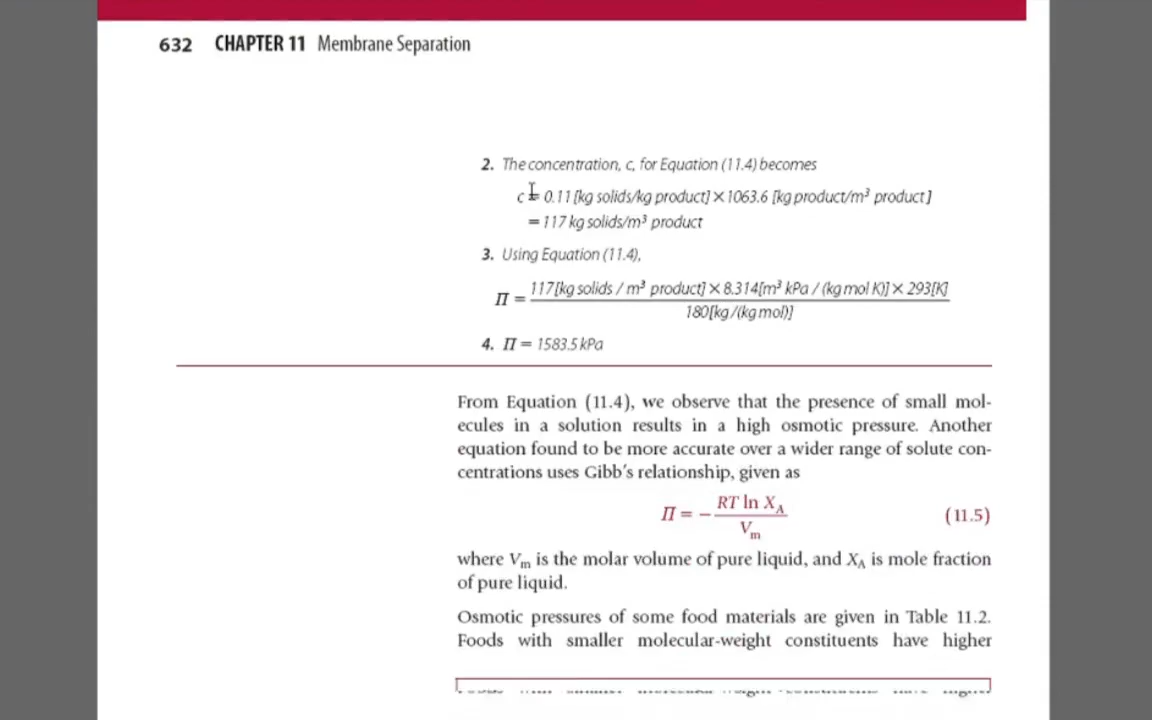 632 CHAPTER 11 Membrane Separation
2. The concentration, c, for Equation (11.4) becomes
c = 0.11 [kg solids/kg product] × 1063.6 [kg product/m³ product]
= 117 kg solids/m³ product
3. Using Equation (11.4),
Π = 117[kg solids / m³ product] × 8.314[m³ kPa / (kg mol K)] × 293[K] / 180[kg/(kg mol)]
4. Π = 1583.5 kPa
From Equation (11.4), we observe that the presence of small mol-
ecules in a solution results in a high osmotic pressure. Another
equation found to be more accurate over a wider range of solute con-
centrations uses Gibb's relationship, given as
Π = − RT ln X_A / V_m (11.5)
where V_m is the molar volume of pure liquid, and X_A is mole fraction
of pure liquid.
Osmotic pressures of some food materials are given in Table 11.2.
Foods with smaller molecular-weight constituents have higher